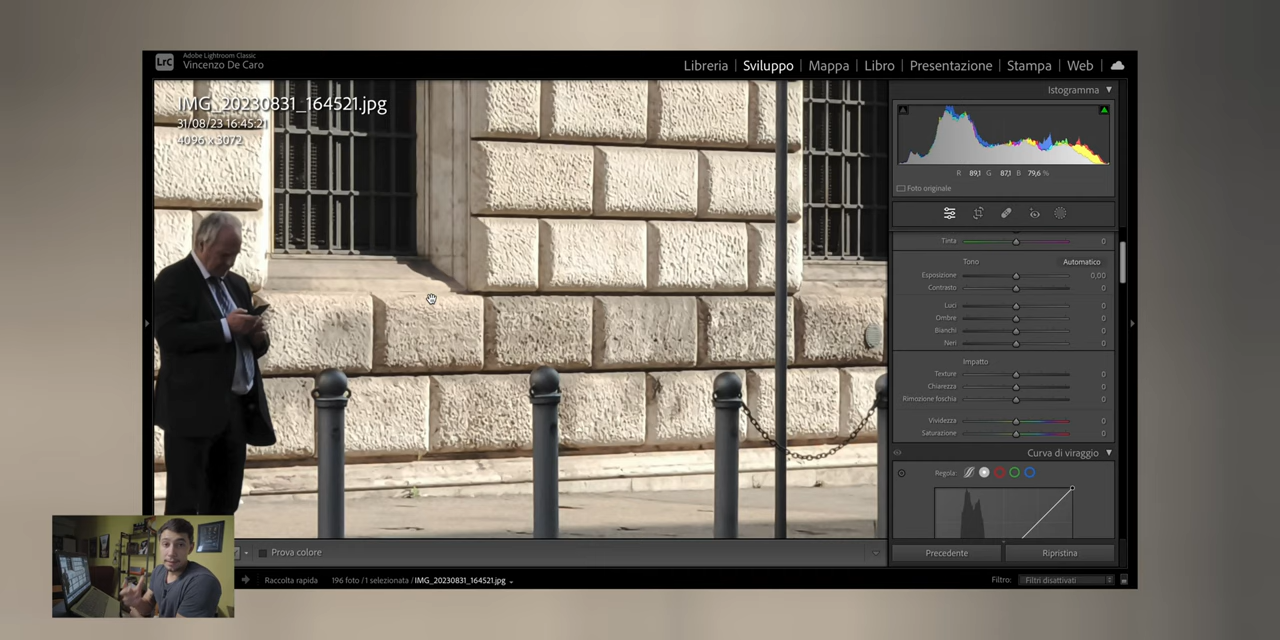 LrC
Adobe Lightroom Classic
Vincenzo De Caro
Libreria | Sviluppo | Mappa | Libro | Presentazione | Stampa | Web
IMG_20230831_164521.jpg
31/08/23 16:45:21
4096 x 3072
Istogramma
R 89,1 G 87,1 B 79,6 %
Foto originale
Tinta 0
Tono Automatico
Esposizione 0,00
Contrasto 0
Luci 0
Ombre 0
Bianchi 0
Neri 0
Impatto
Texture 0
Chiarezza 0
Rimozione foschia 0
Vividezza 0
Saturazione 0
Curva di viraggio
Regola:
Prova colore
Precedente Ripristina
Raccolta rapida 196 foto / 1 selezionata / IMG_20230831_164521.jpg
Filtro: Filtri disattivati